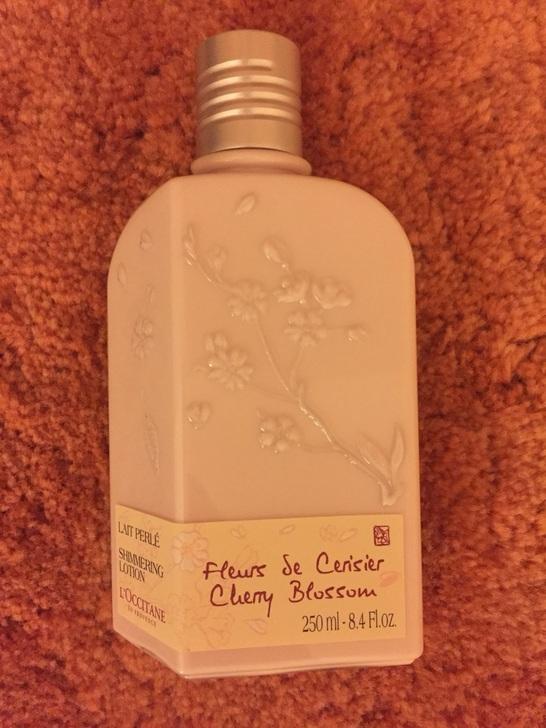 LAIT PERLÉ
SHIMMERING
LOTION
L'OCCITANE
EN PROVENCE
Fleurs de Cerisier
Cherry Blossom
250 ml - 8.4 Fl.oz.